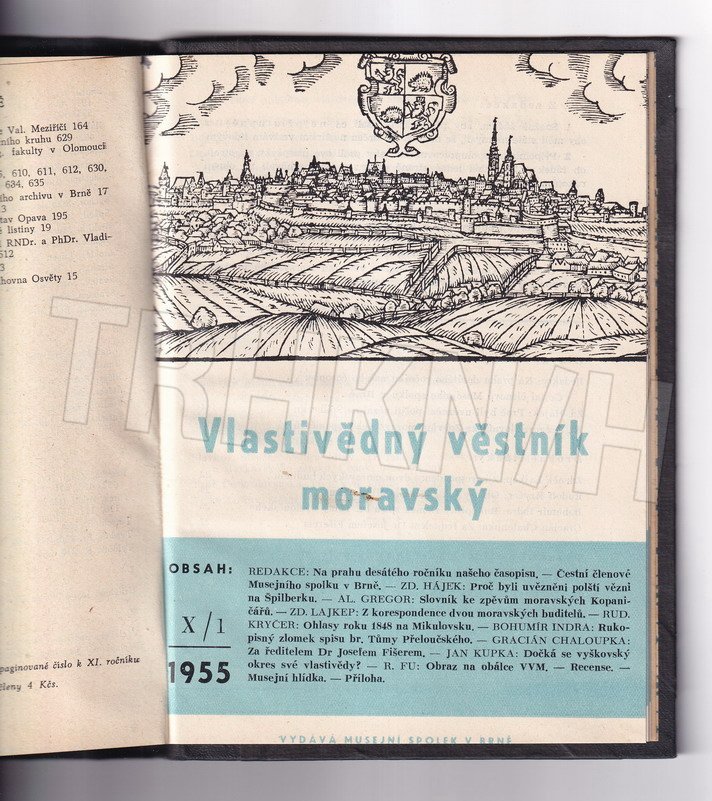 Val. Meziříčí 164
ního kruhu 629
fakulty v Olomouci
610, 611, 612, 630,
634, 635
archivu v Brně 17
Opava 195
listiny 19
RNDr. a PhDr. Vladi-
Osvěty 15
paginované číslo k XI. ročníku
členy 4 Kčs.
TRHKNIH
Vlastivědný věstník
moravský
OBSAH:
X/1
1955
REDAKCE: Na prahu desátého ročníku našeho časopisu. — Čestní členové
Musejního spolku v Brně. — ZD. HÁJEK: Proč byli uvězněni polští vězni
na Špilberku. — AL. GREGOR: Slovník ke zpěvům moravských Kopani-
čářů. — ZD. LAJKEP: Z korespondence dvou moravských buditelů. — RUD.
KRYČER: Ohlasy roku 1848 na Mikulovsku. — BOHUMÍR INDRA: Ruko-
pisný zlomek spisu br. Tůmy Přeloučského. — GRACIÁN CHALOUPKA:
Za ředitelem Dr Josefem Fišerem. — JAN KUPKA: Dočká se vyškovský
okres své vlastivědy? — R. FU: Obraz na obálce VVM. — Recense. —
Musejní hlídka. — Příloha.
VYDÁVÁ MUSEJNÍ SPOLEK V BRNĚ